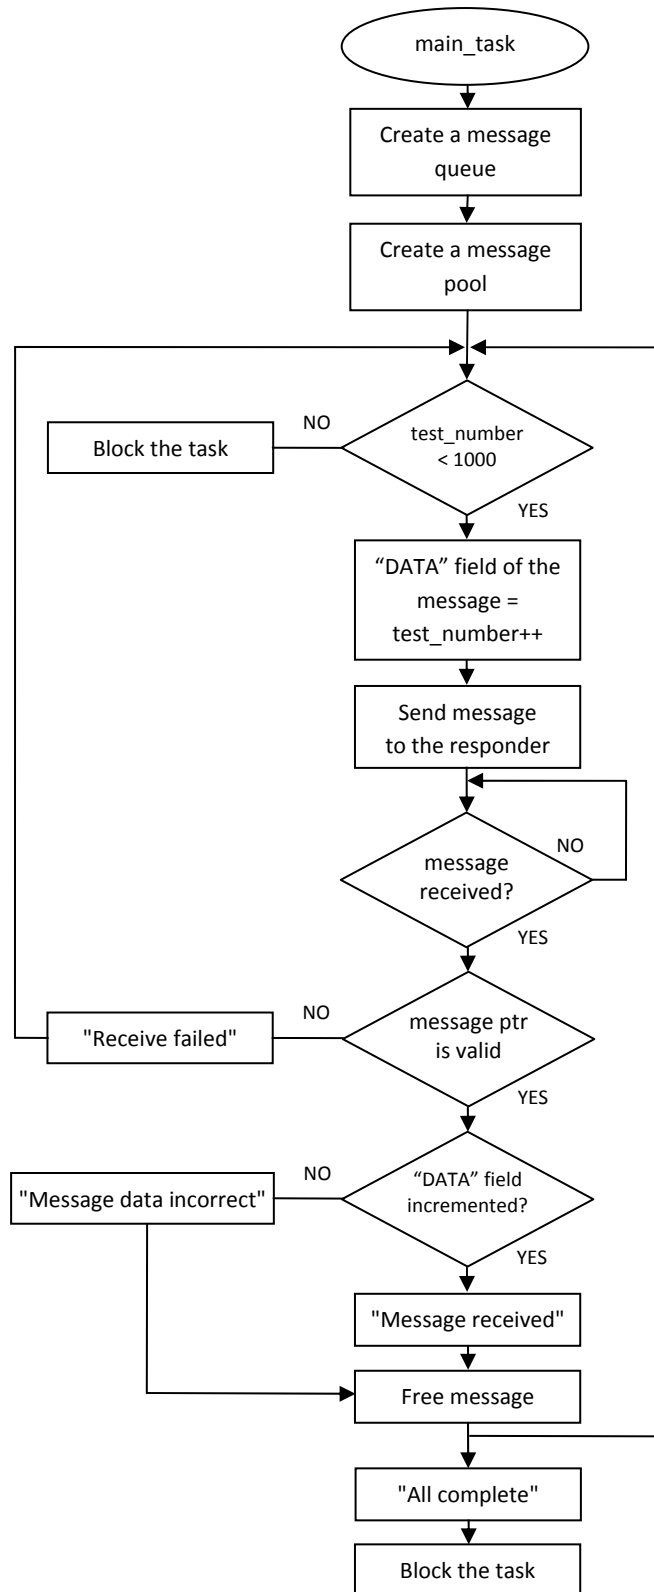 main_task
Create a message
queue
Create a message
pool
Block the task
NO
test_number
< 1000
YES
“DATA” field of the
message =
test_number++
Send message
to the responder
NO
message
received?
YES
"Receive failed"
NO
message ptr
is valid
YES
"Message data incorrect"
NO
“DATA” field
incremented?
YES
"Message received"
Free message
"All complete"
Block the task